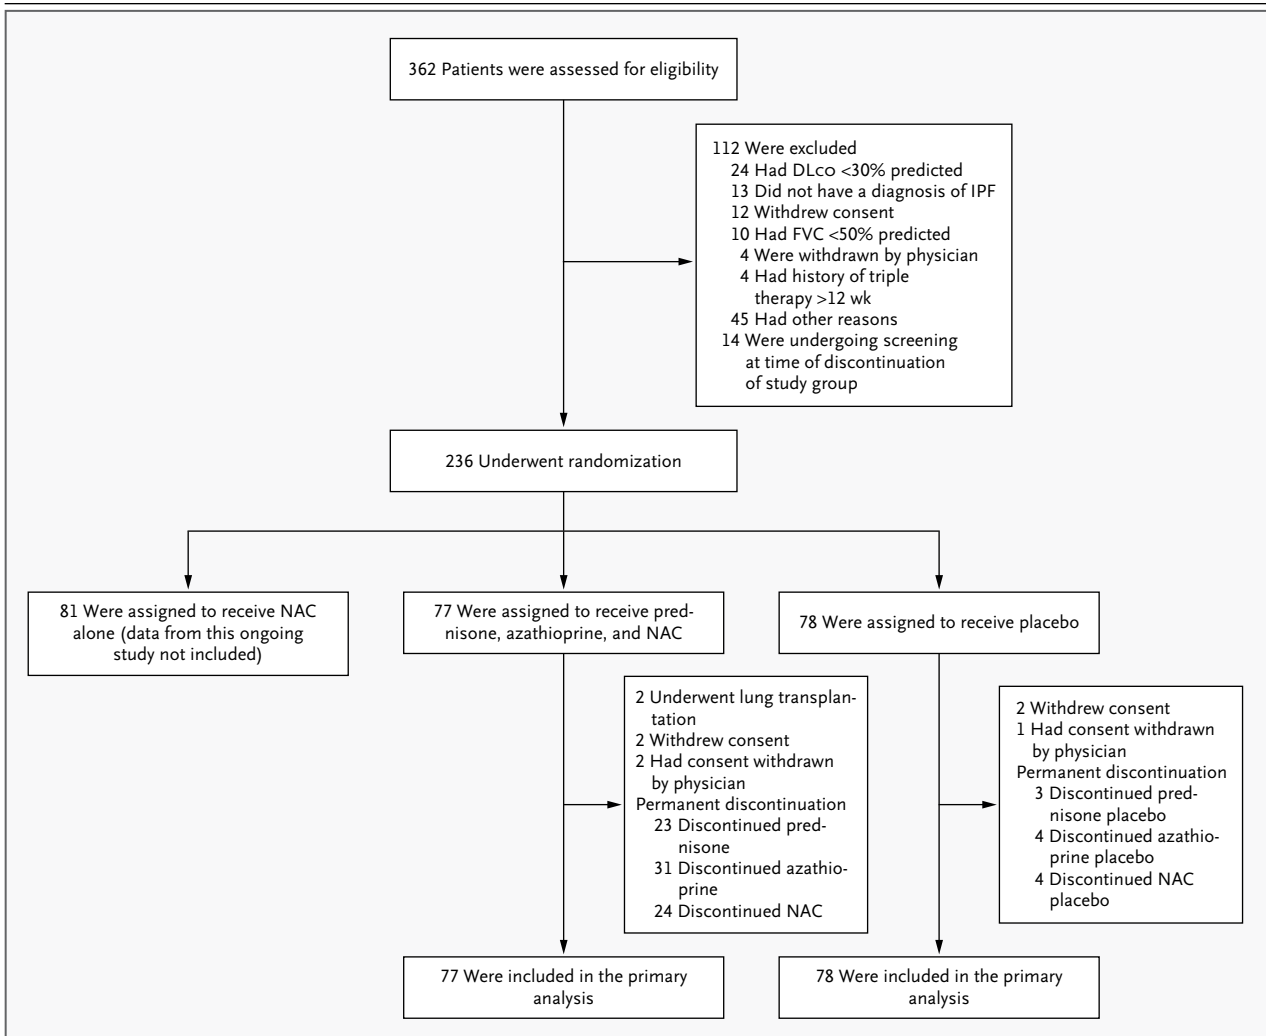 362 Patients were assessed for eligibility
112 Were excluded
24 Had DLCO <30% predicted
13 Did not have a diagnosis of IPF
12 Withdrew consent
10 Had FVC <50% predicted
4 Were withdrawn by physician
4 Had history of triple
therapy >12 wk
45 Had other reasons
14 Were undergoing screening
at time of discontinuation
of study group
236 Underwent randomization
81 Were assigned to receive NAC
alone (data from this ongoing
study not included)
77 Were assigned to receive pred-
nisone, azathioprine, and NAC
78 Were assigned to receive placebo
2 Underwent lung transplan-
tation
2 Withdrew consent
2 Had consent withdrawn
by physician
Permanent discontinuation
23 Discontinued pred-
nisone
31 Discontinued azathio-
prine
24 Discontinued NAC
2 Withdrew consent
1 Had consent withdrawn
by physician
Permanent discontinuation
3 Discontinued pred-
nisone placebo
4 Discontinued azathio-
prine placebo
4 Discontinued NAC
placebo
77 Were included in the primary
analysis
78 Were included in the primary
analysis